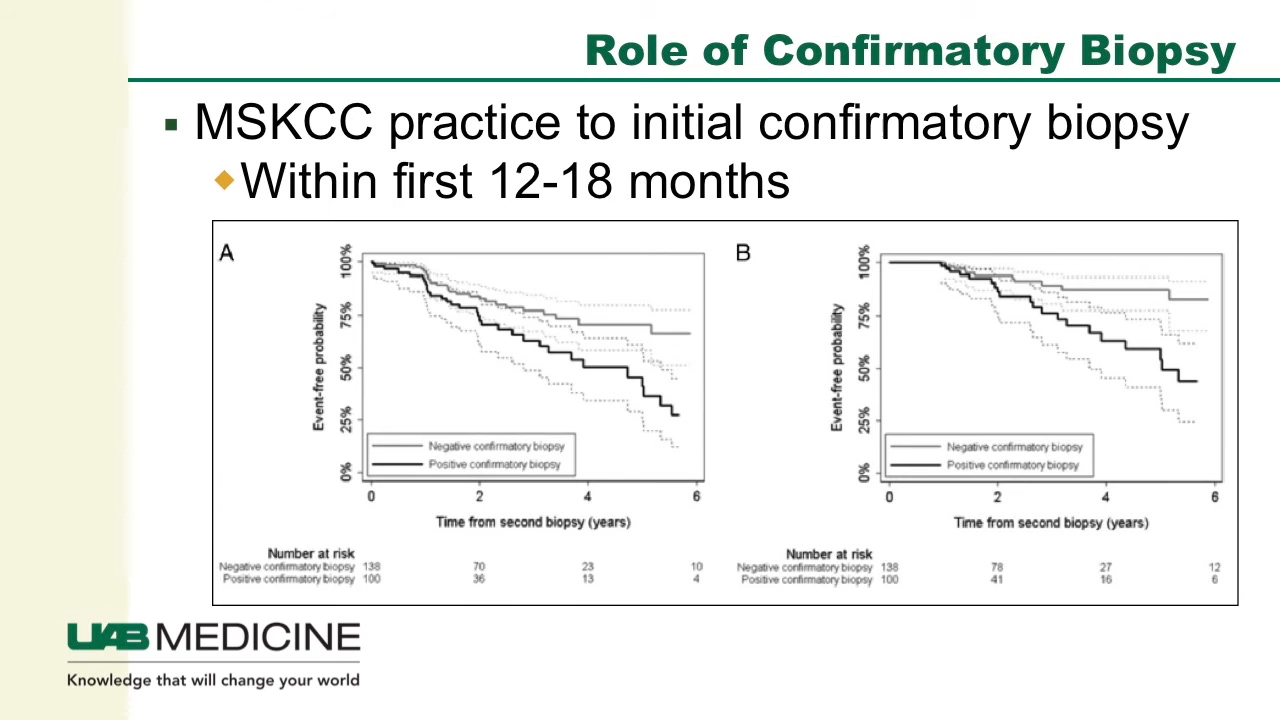 Role of Confirmatory Biopsy
MSKCC practice to initial confirmatory biopsy
Within first 12-18 months
A
Event-free probability
100%
75%
50%
25%
0%
Negative confirmatory biopsy
Positive confirmatory biopsy
0 2 4 6
Time from second biopsy (years)
Number at risk
Negative confirmatory biopsy 138 70 23 10
Positive confirmatory biopsy 100 36 13 4
B
Event-free probability
100%
75%
50%
25%
0%
Negative confirmatory biopsy
Positive confirmatory biopsy
0 2 4 6
Time from second biopsy (years)
Number at risk
Negative confirmatory biopsy 138 78 27 12
Positive confirmatory biopsy 100 41 16 6
UAB MEDICINE
Knowledge that will change your world